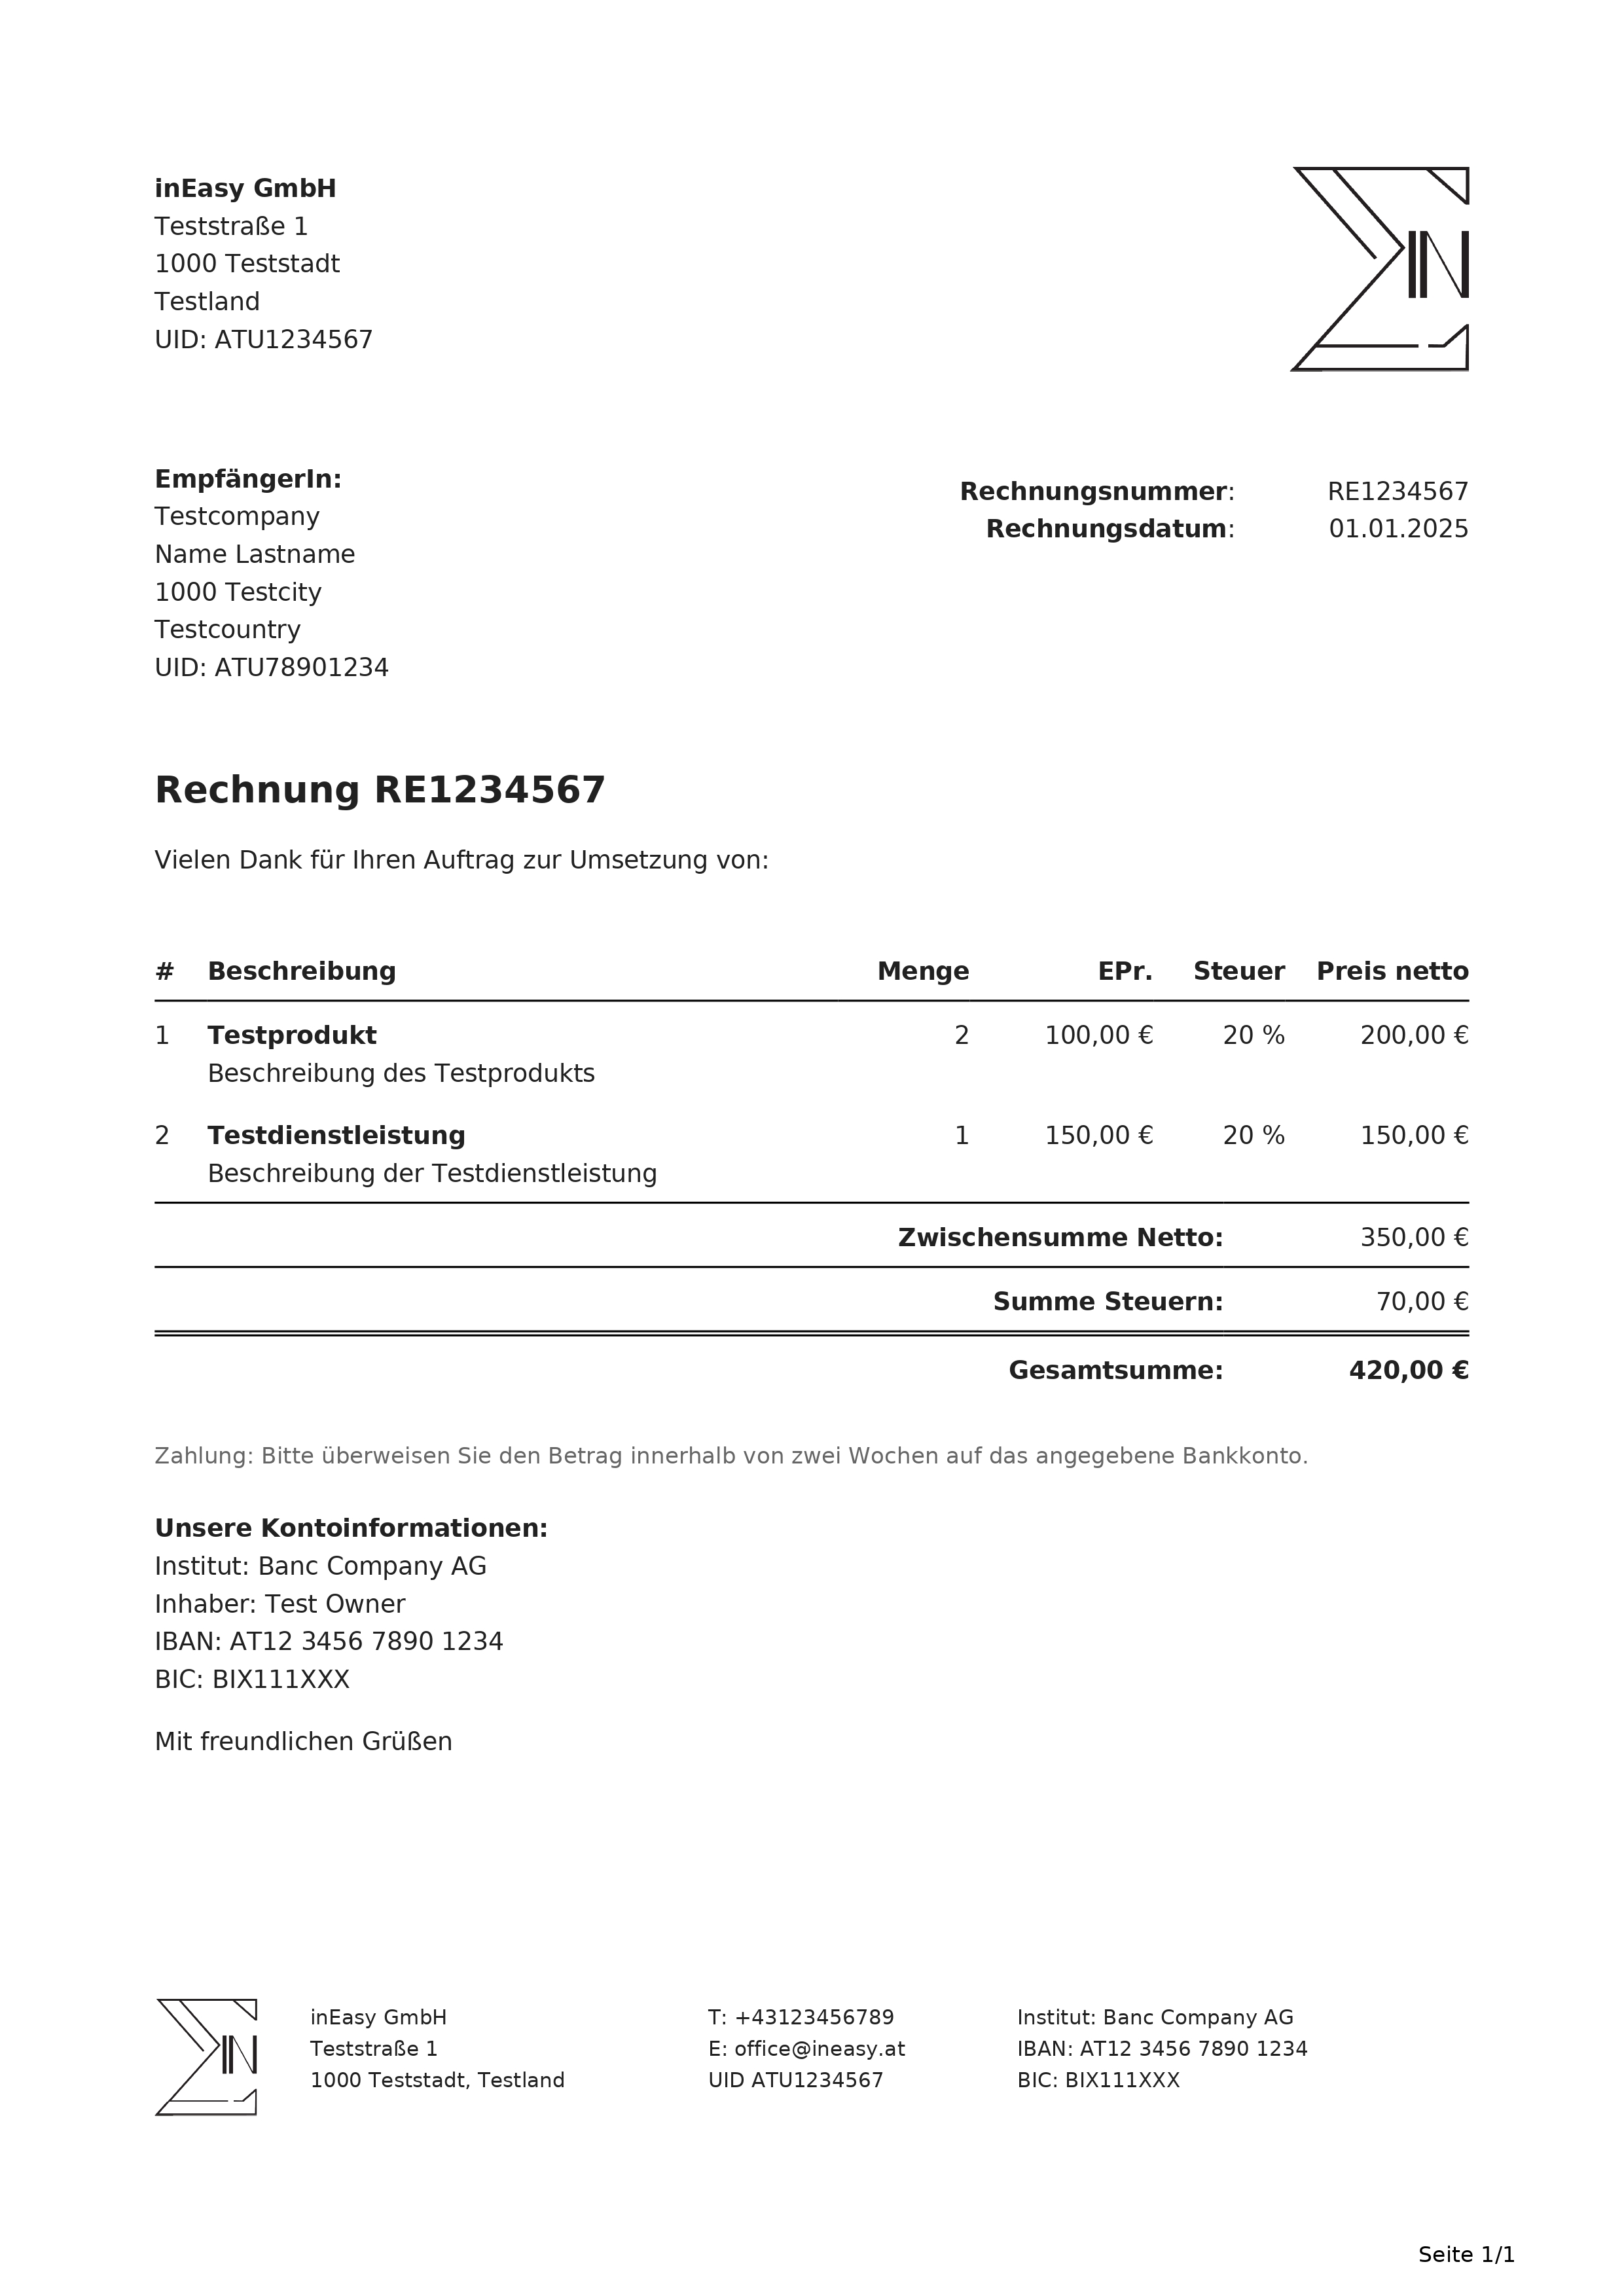 inEasy GmbH
Teststraße 1
1000 Teststadt
Testland
UID: ATU1234567
IN
EmpfängerIn:
Testcompany
Name Lastname
1000 Testcity
Testcountry
UID: ATU78901234
Rechnungsnummer: RE1234567
Rechnungsdatum: 01.01.2025
Rechnung RE1234567
Vielen Dank für Ihren Auftrag zur Umsetzung von:
# Beschreibung Menge EPr. Steuer Preis netto
1 Testprodukt 2 100,00 € 20 % 200,00 €
Beschreibung des Testprodukts
2 Testdienstleistung 1 150,00 € 20 % 150,00 €
Beschreibung der Testdienstleistung
Zwischensumme Netto: 350,00 €
Summe Steuern: 70,00 €
Gesamtsumme: 420,00 €
Zahlung: Bitte überweisen Sie den Betrag innerhalb von zwei Wochen auf das angegebene Bankkonto.
Unsere Kontoinformationen:
Institut: Banc Company AG
Inhaber: Test Owner
IBAN: AT12 3456 7890 1234
BIC: BIX111XXX
Mit freundlichen Grüßen
IN
inEasy GmbH T: +43123456789 Institut: Banc Company AG
Teststraße 1 E: office@ineasy.at IBAN: AT12 3456 7890 1234
1000 Teststadt, Testland UID ATU1234567 BIC: BIX111XXX
Seite 1/1